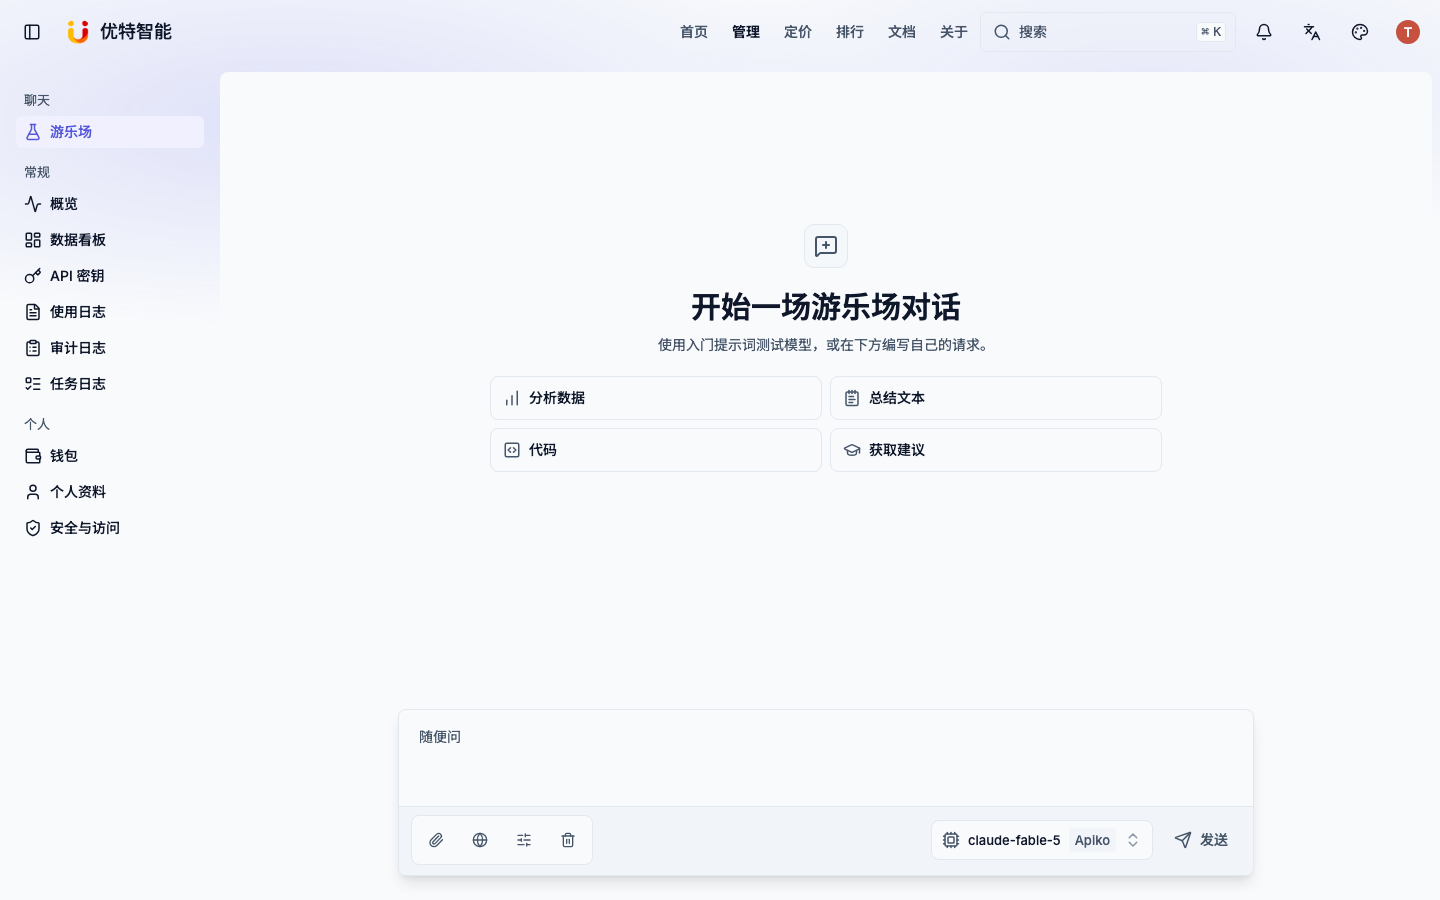 优特智能
首页 管理 定价 排行 文档 关于 搜索 ⌘ K T
聊天
游乐场
常规
概览
数据看板
API 密钥
使用日志
审计日志
任务日志
个人
钱包
个人资料
安全与访问
开始一场游乐场对话
使用入门提示词测试模型，或在下方编写自己的请求。
分析数据 总结文本
代码 获取建议
随便问
claude-fable-5 Apiko 发送